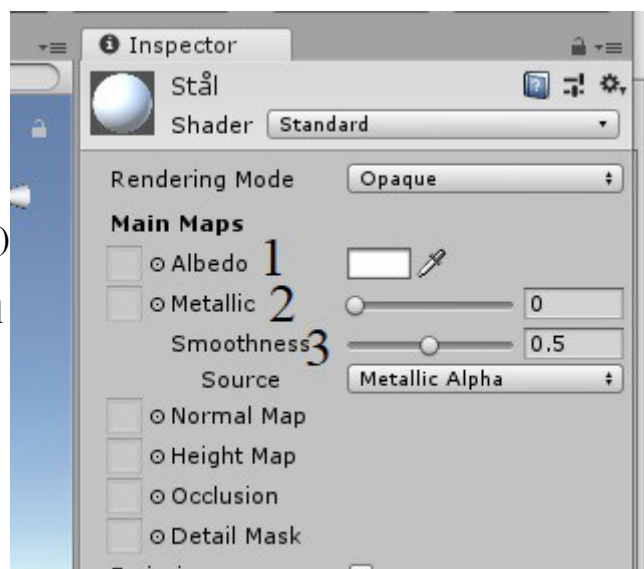 Inspector
Stål
Shader Standard
Rendering Mode Opaque
Main Maps
Albedo 1
Metallic 2 0
Smoothness 3 0.5
Source Metallic Alpha
Normal Map
Height Map
Occlusion
Detail Mask